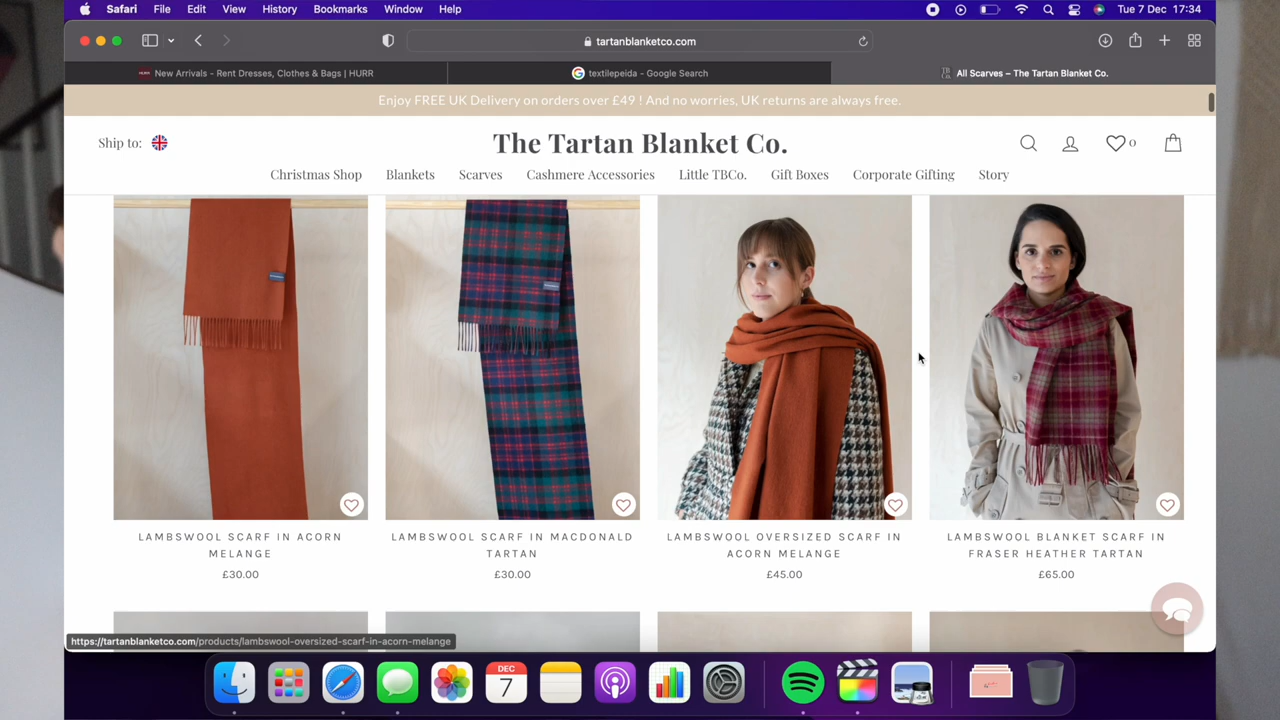 Safari File Edit View History Bookmarks Window Help Tue 7 Dec 17:34
tartanblanketco.com
New Arrivals - Rent Dresses, Clothes & Bags | HURR
textilepeida - Google Search
All Scarves – The Tartan Blanket Co.
Enjoy FREE UK Delivery on orders over £49 ! And no worries, UK returns are always free.
Ship to:
The Tartan Blanket Co.
0
Christmas Shop Blankets Scarves Cashmere Accessories Little TBCo. Gift Boxes Corporate Gifting Story
LAMBSWOOL SCARF IN ACORN
MELANGE
£30.00
LAMBSWOOL SCARF IN MACDONALD
TARTAN
£30.00
LAMBSWOOL OVERSIZED SCARF IN
ACORN MELANGE
£45.00
LAMBSWOOL BLANKET SCARF IN
FRASER HEATHER TARTAN
£65.00
https://tartanblanketco.com/products/lambswool-oversized-scarf-in-acorn-melange
DEC
7